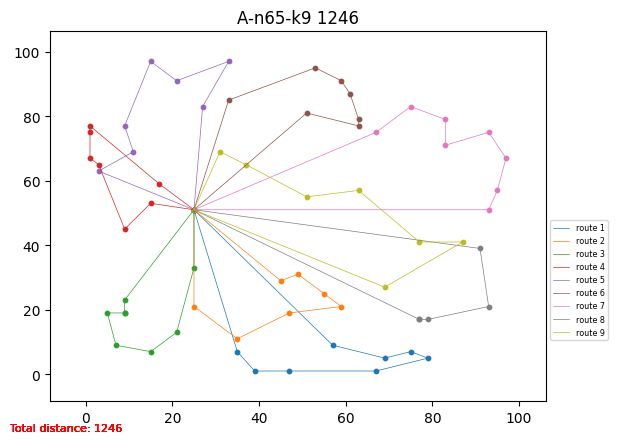 A-n65-k9 1246
100
80
60
40
20
0
0 20 40 60 80 100
route 1
route 2
route 3
route 4
route 5
route 6
route 7
route 8
route 9
Total distance: 1246